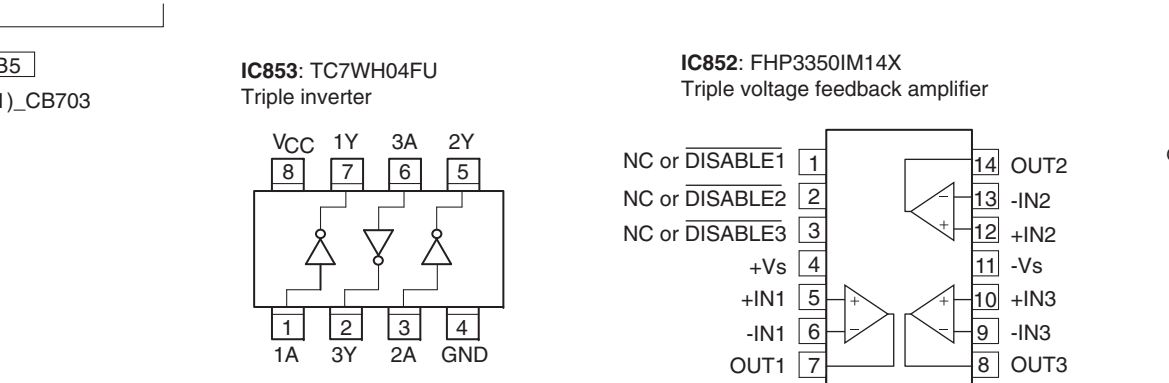 B5
)_CB703
IC853: TC7WH04FU
Triple inverter
VCC 1Y 3A 2Y
8 7 6 5
1 2 3 4
1A 3Y 2A GND
IC852: FHP3350IM14X
Triple voltage feedback amplifier
NC or DISABLE1 1 14 OUT2
NC or DISABLE2 2 − 13 -IN2
NC or DISABLE3 3 + 12 +IN2
+Vs 4 11 -Vs
+IN1 5 + + 10 +IN3
-IN1 6 − − 9 -IN3
OUT1 7 8 OUT3